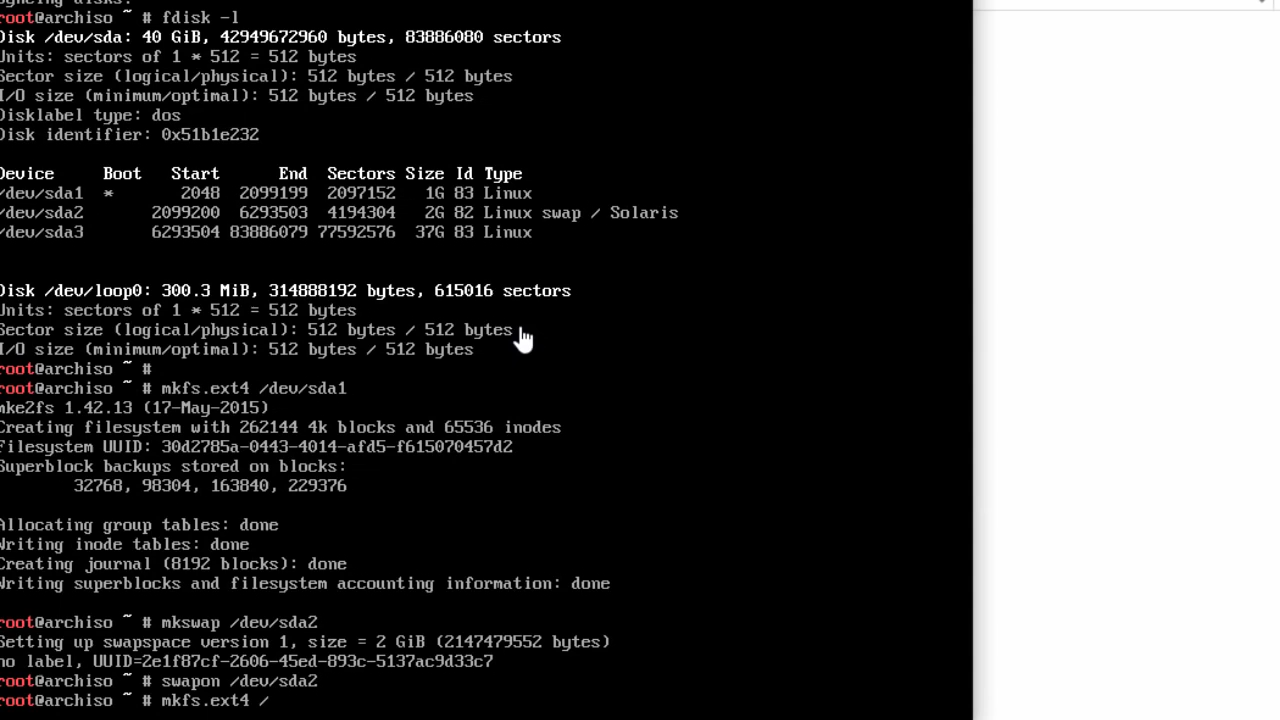 root@archiso ~ # fdisk -l
Disk /dev/sda: 40 GiB, 42949672960 bytes, 83886080 sectors
Units: sectors of 1 * 512 = 512 bytes
Sector size (logical/physical): 512 bytes / 512 bytes
I/O size (minimum/optimal): 512 bytes / 512 bytes
Disklabel type: dos
Disk identifier: 0x51b1e232
Device Boot Start End Sectors Size Id Type
/dev/sda1 * 2048 2099199 2097152 1G 83 Linux
/dev/sda2 2099200 6293503 4194304 2G 82 Linux swap / Solaris
/dev/sda3 6293504 83886079 77592576 37G 83 Linux
Disk /dev/loop0: 300.3 MiB, 314888192 bytes, 615016 sectors
Units: sectors of 1 * 512 = 512 bytes
Sector size (logical/physical): 512 bytes / 512 bytes
I/O size (minimum/optimal): 512 bytes / 512 bytes
root@archiso ~ #
root@archiso ~ # mkfs.ext4 /dev/sda1
mke2fs 1.42.13 (17-May-2015)
Creating filesystem with 262144 4k blocks and 65536 inodes
Filesystem UUID: 30d2785a-0443-4014-afd5-f615070457d2
Superblock backups stored on blocks:
32768, 98304, 163840, 229376
Allocating group tables: done
Writing inode tables: done
Creating journal (8192 blocks): done
Writing superblocks and filesystem accounting information: done
root@archiso ~ # mkswap /dev/sda2
Setting up swapspace version 1, size = 2 GiB (2147479552 bytes)
no label, UUID=2e1f87cf-2606-45ed-893c-5137ac9d33c7
root@archiso ~ # swapon /dev/sda2
root@archiso ~ # mkfs.ext4 /